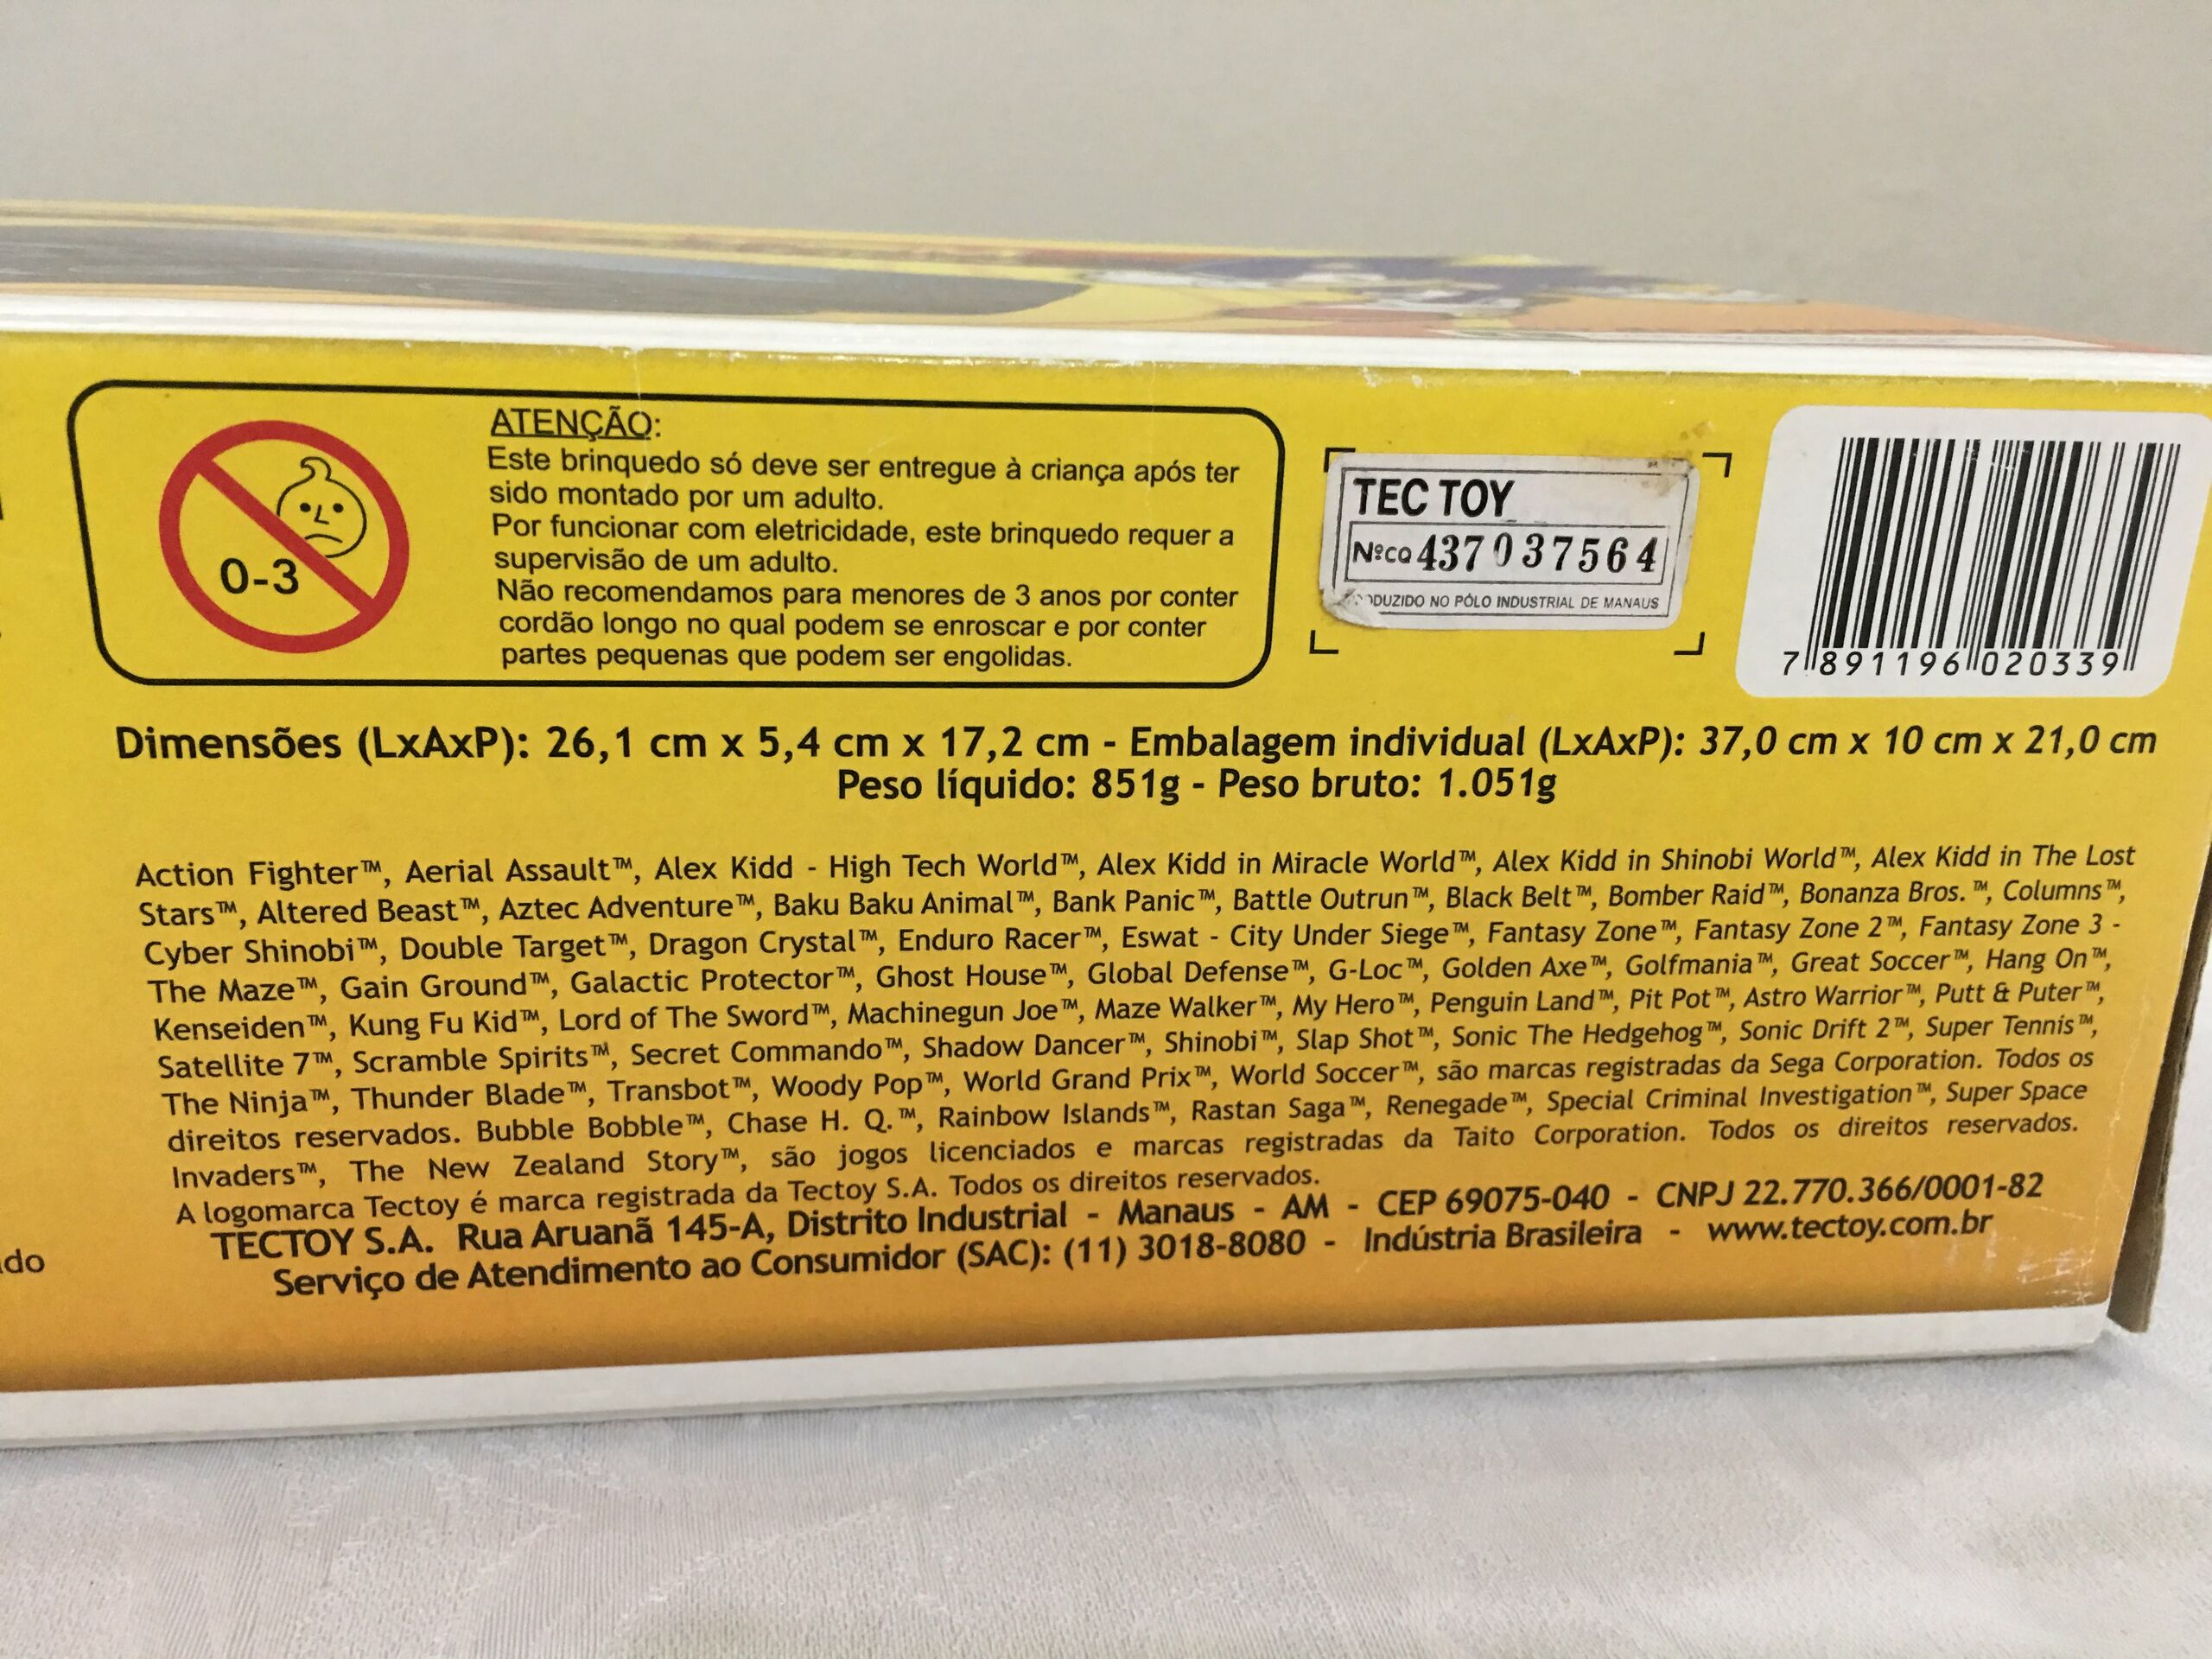 ATENÇÃO:
Este brinquedo só deve ser entregue à criança após ter
sido montado por um adulto.
Por funcionar com eletricidade, este brinquedo requer a
supervisão de um adulto.
Não recomendamos para menores de 3 anos por conter
cordão longo no qual podem se enroscar e por conter
partes pequenas que podem ser engolidas.
0-3
TEC TOY
Nºcq 437037564
ODUZIDO NO PÓLO INDUSTRIAL DE MANAUS
7 891196 020339
Dimensões (LxAxP): 26,1 cm x 5,4 cm x 17,2 cm - Embalagem individual (LxAxP): 37,0 cm x 10 cm x 21,0 cm
Peso líquido: 851g - Peso bruto: 1.051g
Action Fighter™, Aerial Assault™, Alex Kidd - High Tech World™, Alex Kidd in Miracle World™, Alex Kidd in Shinobi World™, Alex Kidd in The Lost
Stars™, Altered Beast™, Aztec Adventure™, Baku Baku Animal™, Bank Panic™, Battle Outrun™, Black Belt™, Bomber Raid™, Bonanza Bros.™, Columns™,
Cyber Shinobi™, Double Target™, Dragon Crystal™, Enduro Racer™, Eswat - City Under Siege™, Fantasy Zone™, Fantasy Zone 2™, Fantasy Zone 3 -
The Maze™, Gain Ground™, Galactic Protector™, Ghost House™, Global Defense™, G-Loc™, Golden Axe™, Golfmania™, Great Soccer™, Hang On™,
Kenseiden™, Kung Fu Kid™, Lord of The Sword™, Machinegun Joe™, Maze Walker™, My Hero™, Penguin Land™, Pit Pot™, Astro Warrior™, Putt & Puter™,
Satellite 7™, Scramble Spirits™, Secret Commando™, Shadow Dancer™, Shinobi™, Slap Shot™, Sonic The Hedgehog™, Sonic Drift 2™, Super Tennis™,
The Ninja™, Thunder Blade™, Transbot™, Woody Pop™, World Grand Prix™, World Soccer™, são marcas registradas da Sega Corporation. Todos os
direitos reservados. Bubble Bobble™, Chase H. Q.™, Rainbow Islands™, Rastan Saga™, Renegade™, Special Criminal Investigation™, Super Space
Invaders™, The New Zealand Story™, são jogos licenciados e marcas registradas da Taito Corporation. Todos os direitos reservados.
A logomarca Tectoy é marca registrada da Tectoy S.A. Todos os direitos reservados.
TECTOY S.A. Rua Aruanã 145-A, Distrito Industrial - Manaus - AM - CEP 69075-040 - CNPJ 22.770.366/0001-82
Serviço de Atendimento ao Consumidor (SAC): (11) 3018-8080 - Indústria Brasileira - www.tectoy.com.br